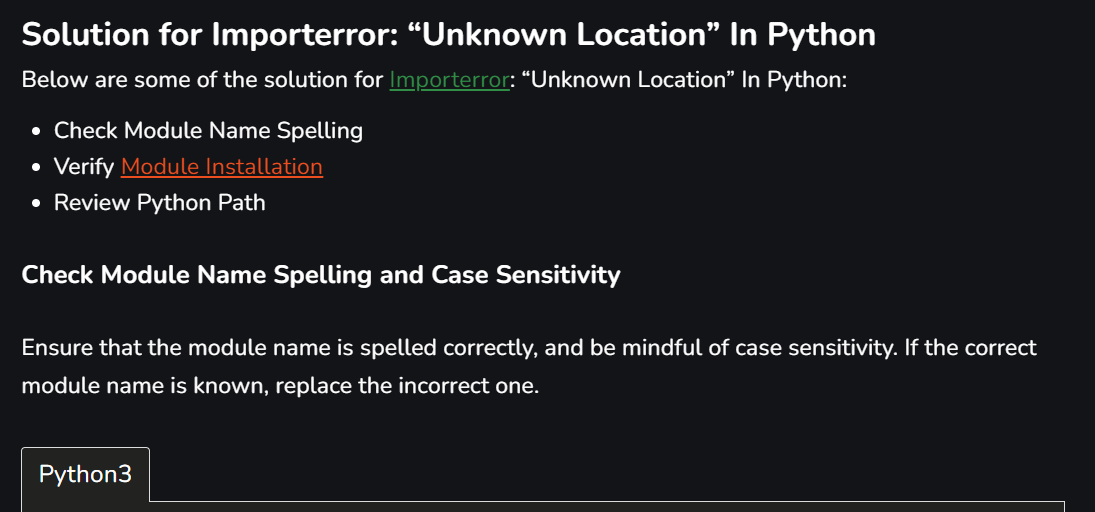 Solution for Importerror: “Unknown Location” In Python
Below are some of the solution for Importerror: “Unknown Location” In Python:
• Check Module Name Spelling
• Verify Module Installation
• Review Python Path
Check Module Name Spelling and Case Sensitivity
Ensure that the module name is spelled correctly, and be mindful of case sensitivity. If the correct
module name is known, replace the incorrect one.
Python3